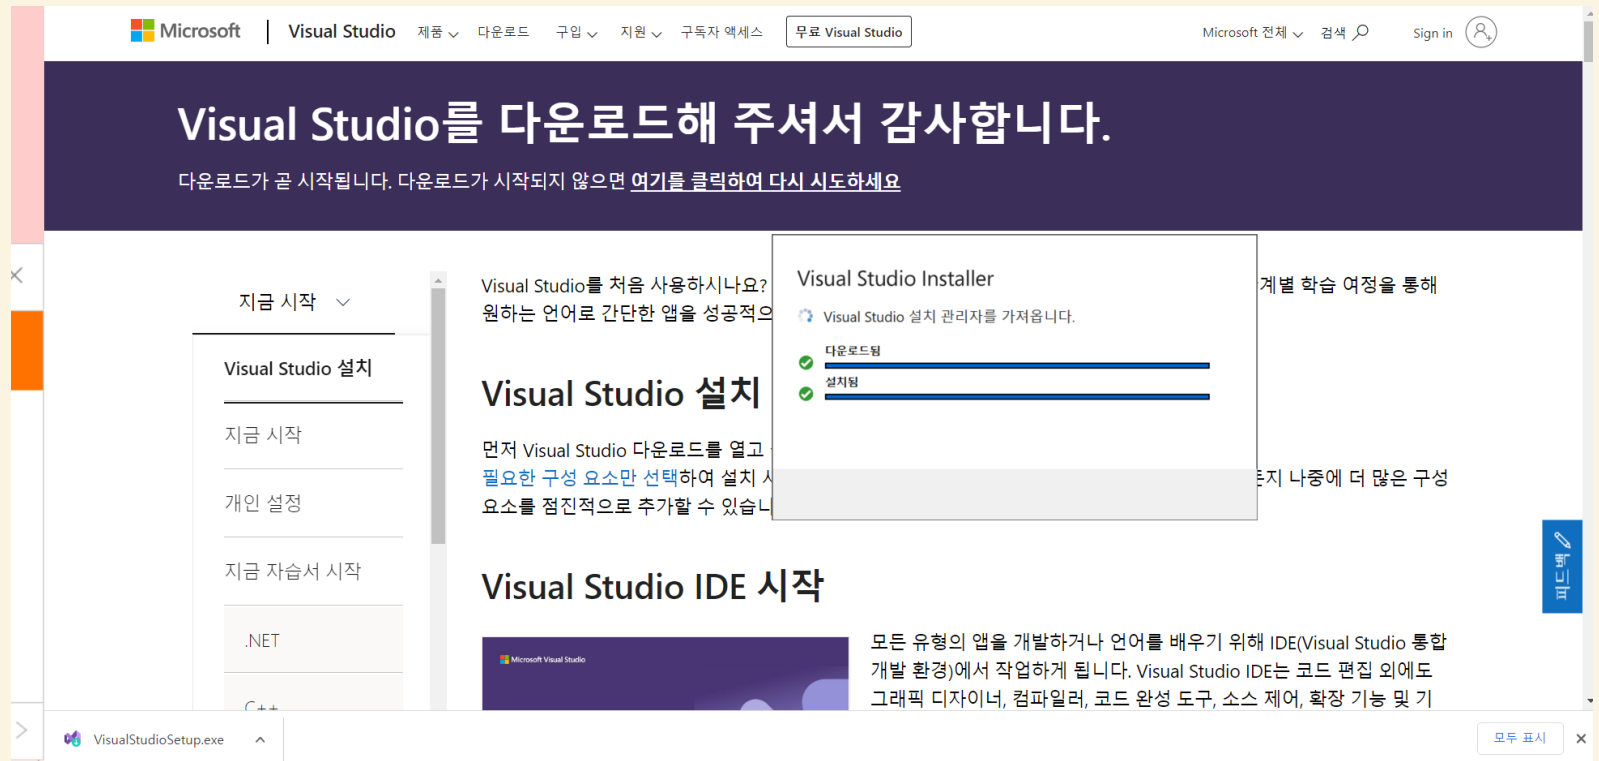 Microsoft | Visual Studio 제품 다운로드 구입 지원 구독자 액세스 무료 Visual Studio Microsoft 전체 검색 Sign in
Visual Studio를 다운로드해 주셔서 감사합니다.
다운로드가 곧 시작됩니다. 다운로드가 시작되지 않으면 여기를 클릭하여 다시 시도하세요
지금 시작
Visual Studio 설치
지금 시작
개인 설정
지금 자습서 시작
.NET
C++
Visual Studio를 처음 사용하시나요?
계별 학습 여정을 통해
원하는 언어로 간단한 앱을 성공적으
Visual Studio 설치
먼저 Visual Studio 다운로드를 열고
필요한 구성 요소만 선택하여 설치
든지 나중에 더 많은 구성
요소를 점진적으로 추가할 수 있습니
Visual Studio Installer
Visual Studio 설치 관리자를 가져옵니다.
다운로드됨
설치됨
Visual Studio IDE 시작
Microsoft Visual Studio
모든 유형의 앱을 개발하거나 언어를 배우기 위해 IDE(Visual Studio 통합
개발 환경)에서 작업하게 됩니다. Visual Studio IDE는 코드 편집 외에도
그래픽 디자이너, 컴파일러, 코드 완성 도구, 소스 제어, 확장 기능 및 기
피드백
VisualStudioSetup.exe
모두 표시